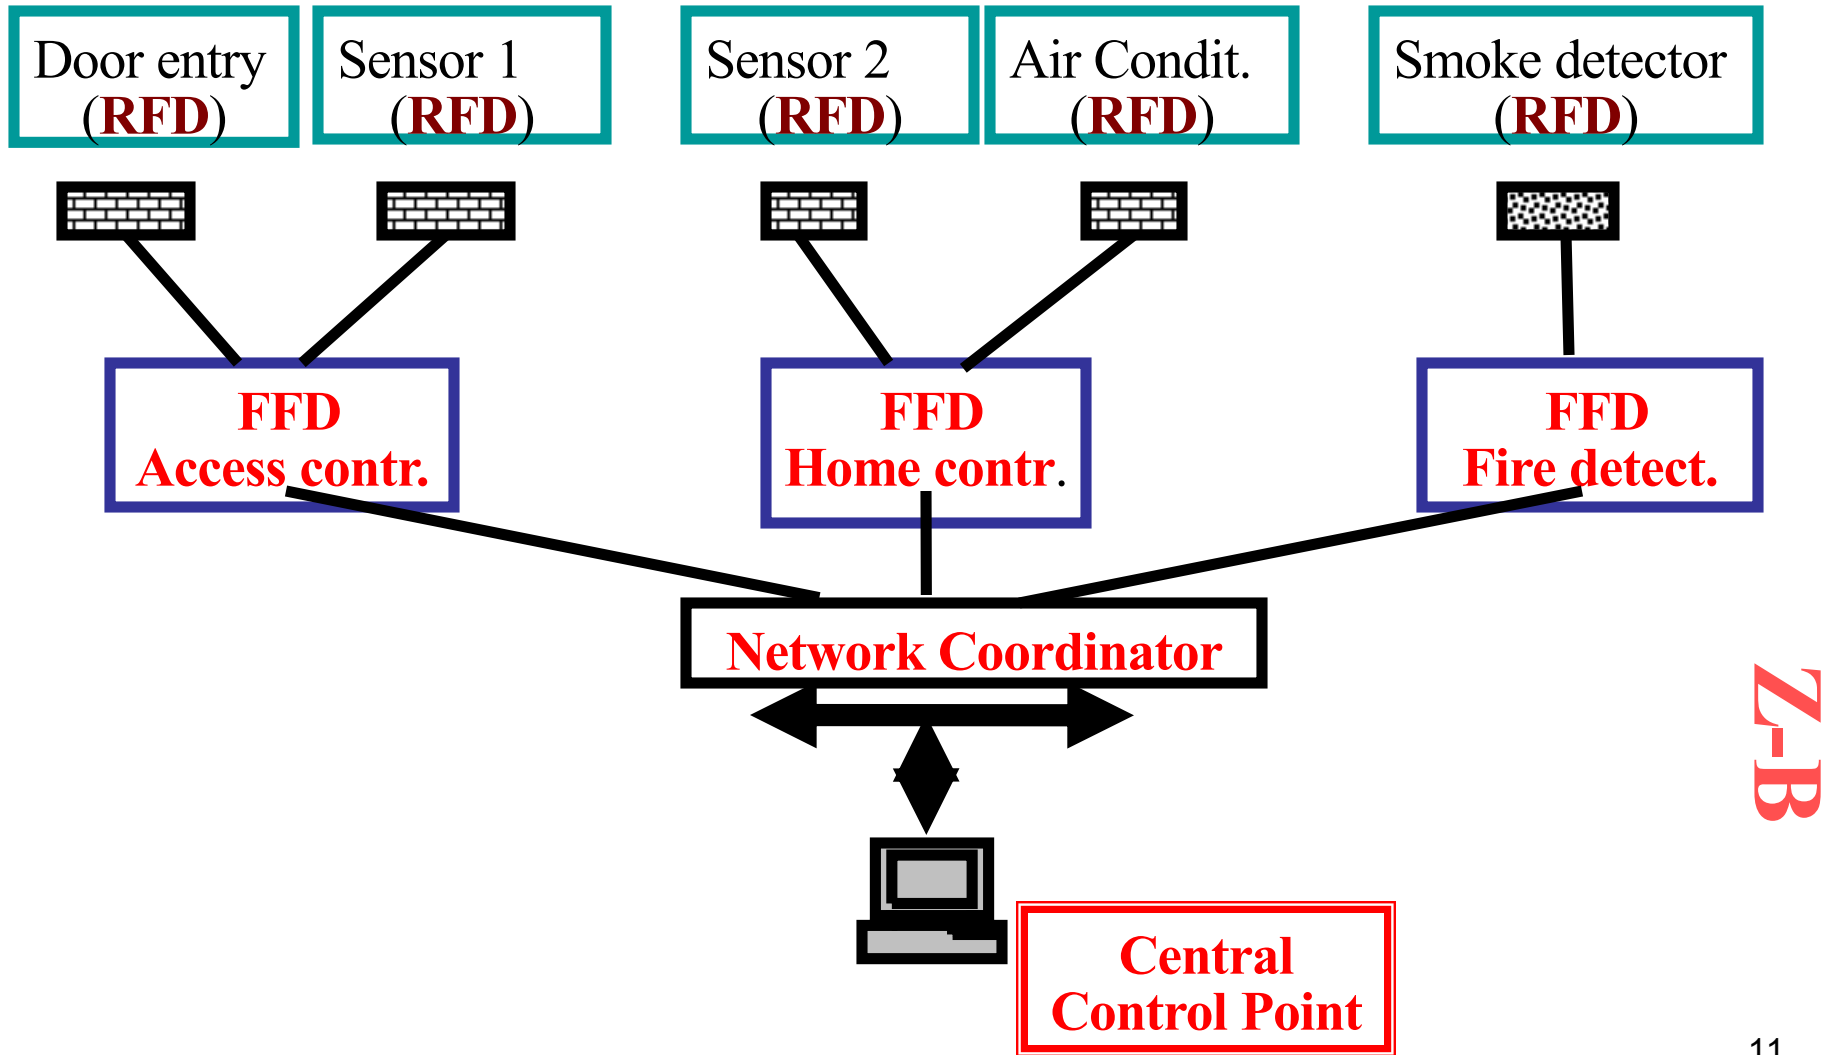 Door entry
(RFD)
Sensor 1
(RFD)
Sensor 2
(RFD)
Air Condit.
(RFD)
Smoke detector
(RFD)
FFD
Access contr.
FFD
Home contr.
FFD
Fire detect.
Network Coordinator
Z-B
Central
Control Point
11